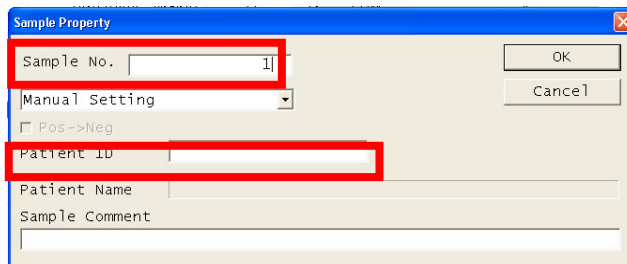 Sample Property
Sample No. 1
OK
Manual Setting
Cancel
Pos->Neg
Patient ID
Patient Name
Sample Comment